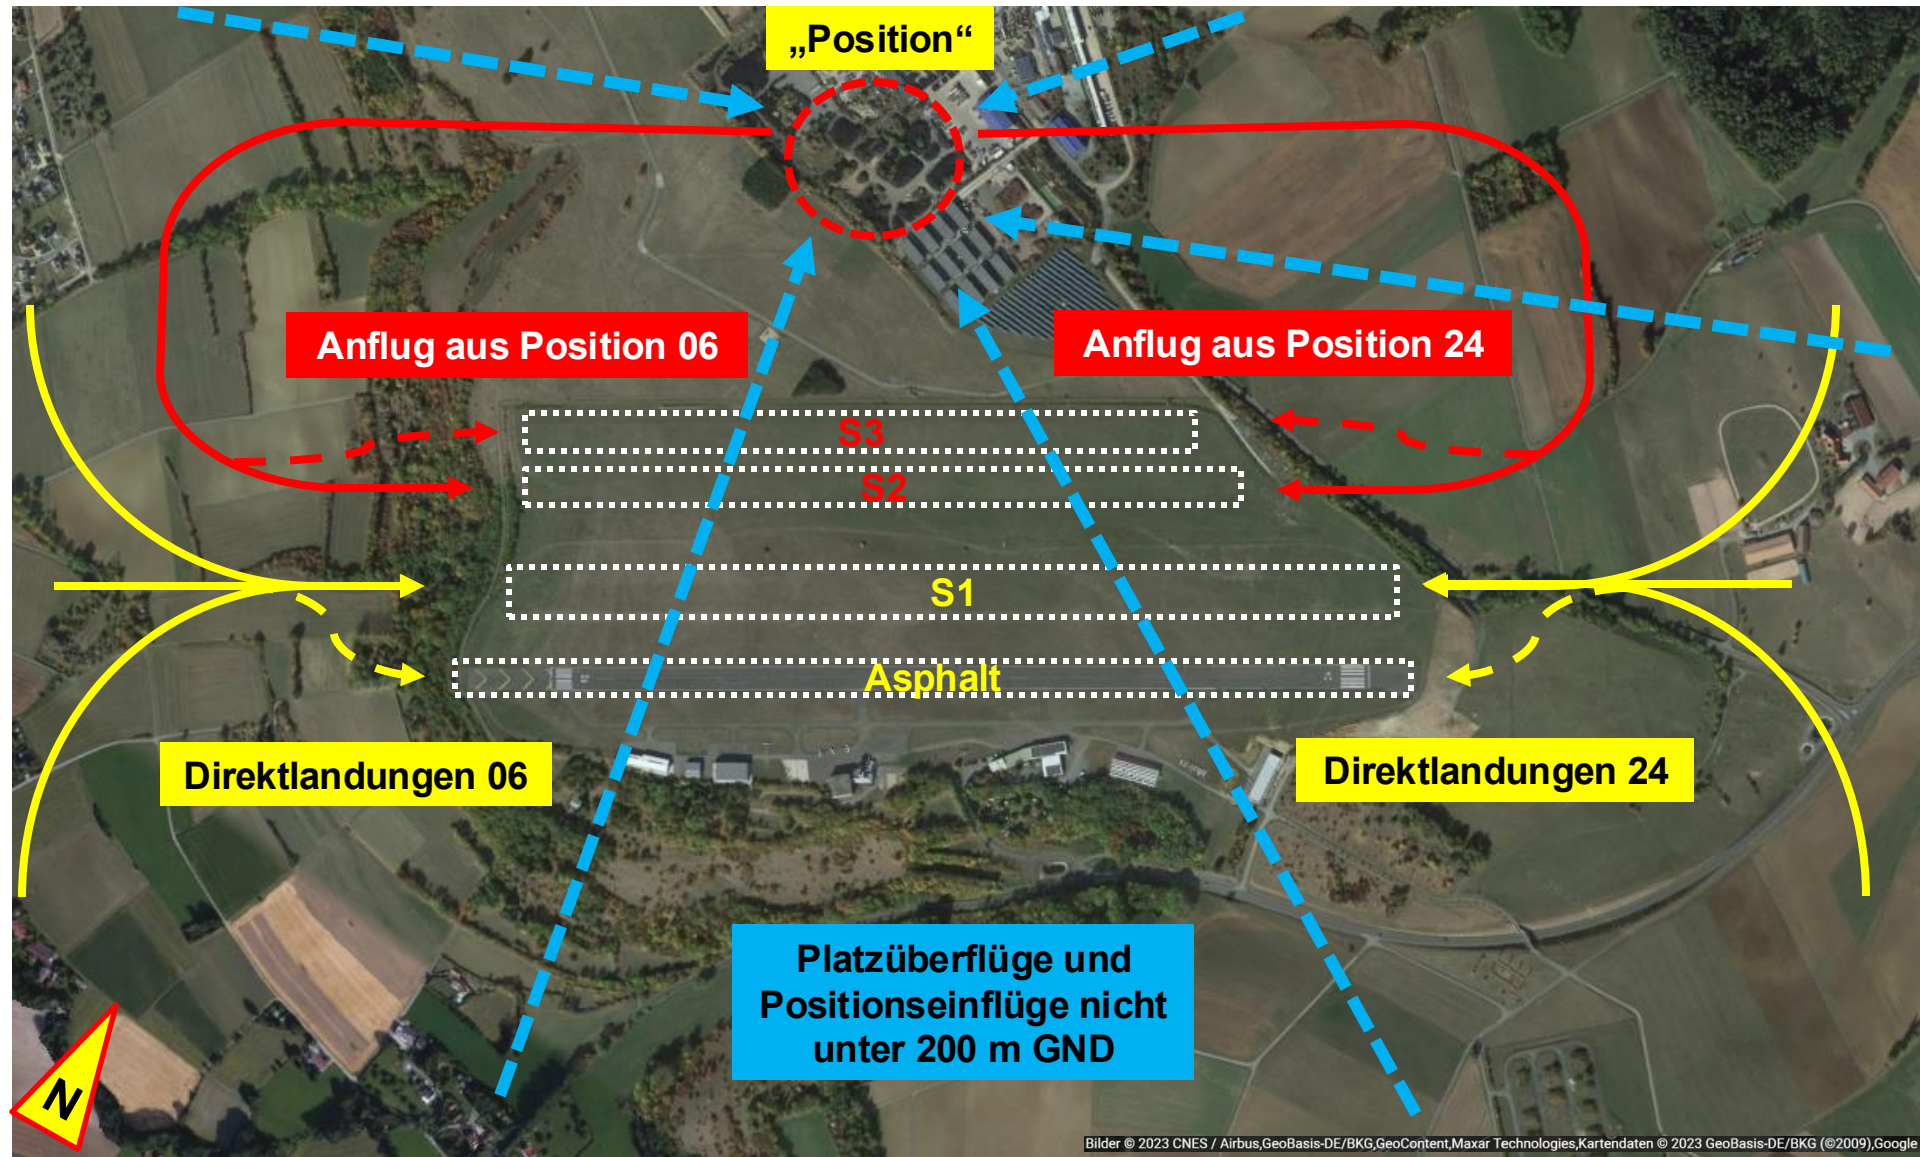 „Position“
Anflug aus Position 06
Anflug aus Position 24
S3
S2
S1
Asphalt
Direktlandungen 06
Direktlandungen 24
Platzüberflüge und
Positionseinflüge nicht
unter 200 m GND
N
Bilder © 2023 CNES / Airbus,GeoBasis-DE/BKG,GeoContent,Maxar Technologies,Kartendaten © 2023 GeoBasis-DE/BKG (©2009),Google